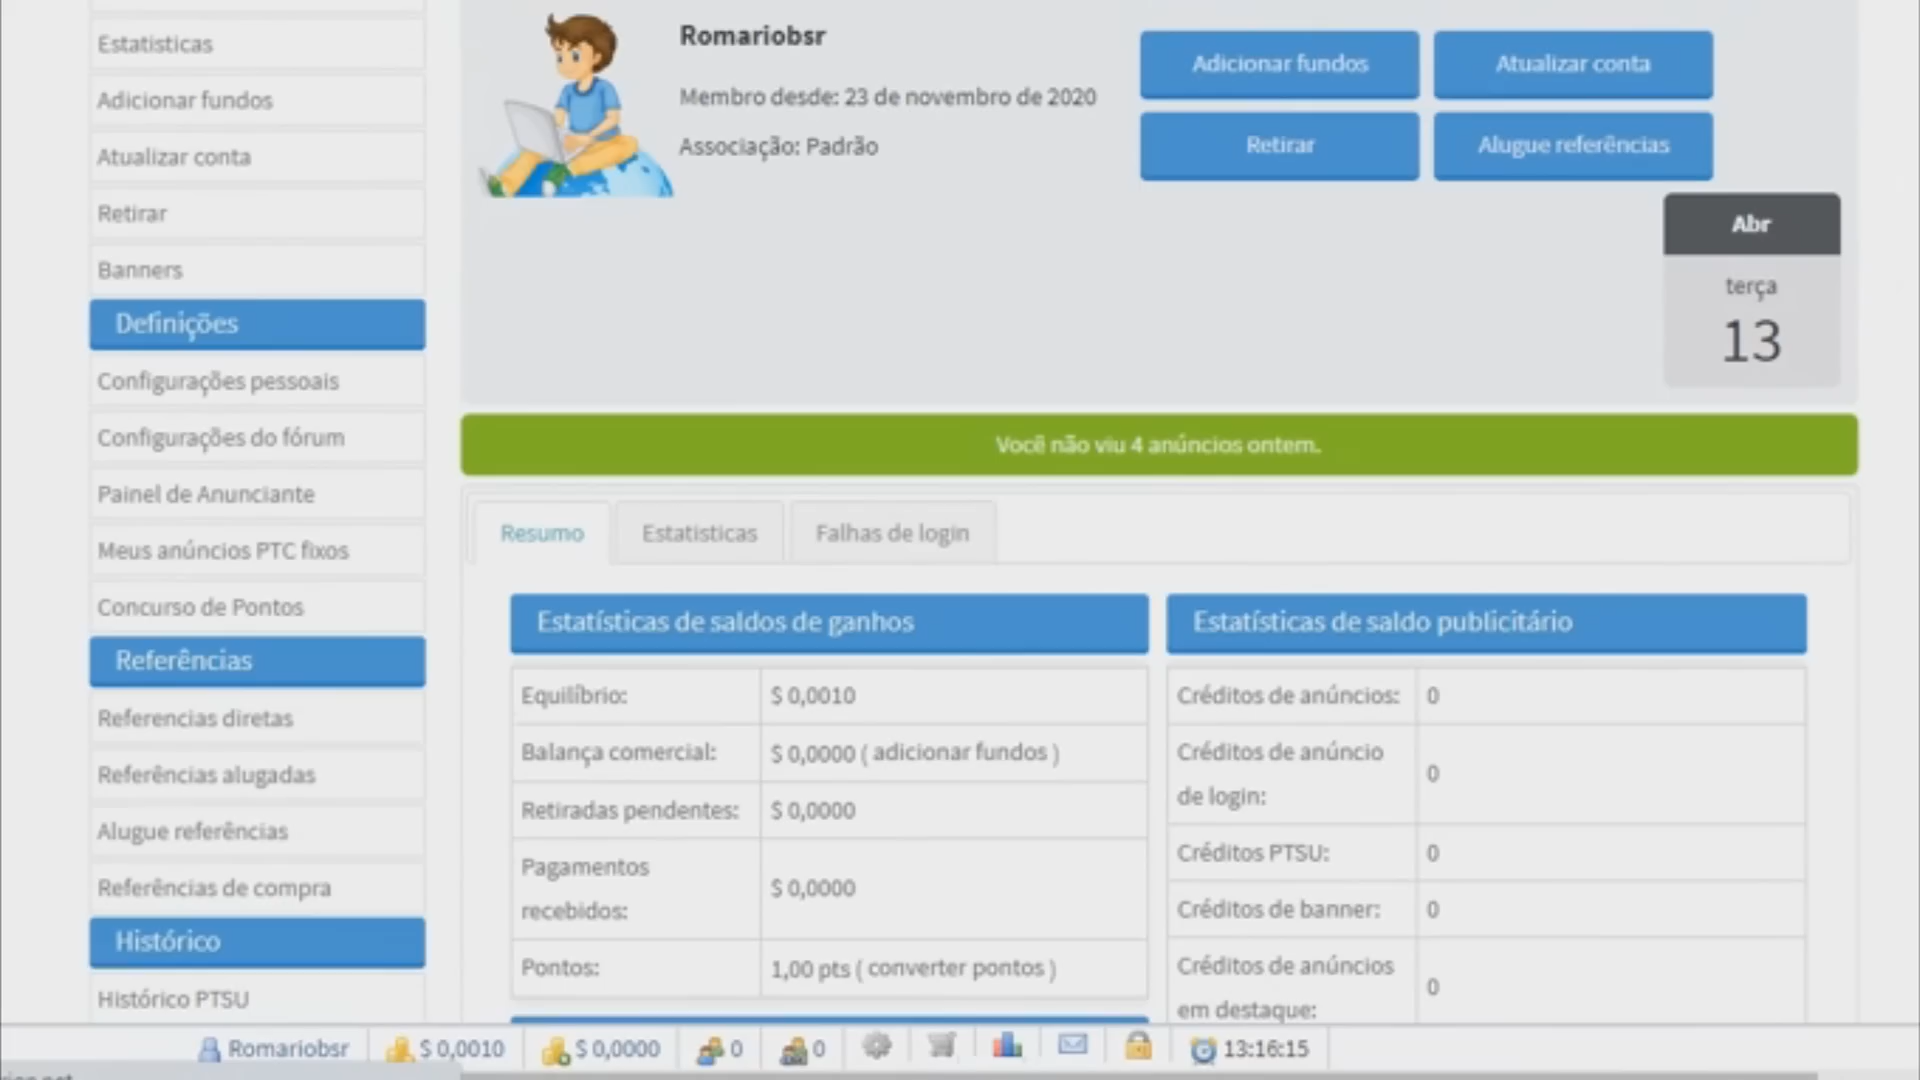 Estatisticas
Adicionar fundos
Atualizar conta
Retirar
Banners
Definições
Configurações pessoais
Configurações do fórum
Painel de Anunciante
Meus anúncios PTC fixos
Concurso de Pontos
Referências
Referencias diretas
Referências alugadas
Alugue referências
Referências de compra
Histórico
Histórico PTSU
Romariobsr
Membro desde: 23 de novembro de 2020
Associação: Padrão
Adicionar fundos
Atualizar conta
Retirar
Alugue referências
Abr
terça
13
Você não viu 4 anúncios ontem.
Resumo
Estatisticas
Falhas de login
Estatísticas de saldos de ganhos
Equilíbrio: $ 0,0010
Balança comercial: $ 0,0000 ( adicionar fundos )
Retiradas pendentes: $ 0,0000
Pagamentos
recebidos: $ 0,0000
Pontos: 1,00 pts ( converter pontos )
Estatísticas de saldo publicitário
Créditos de anúncios: 0
Créditos de anúncio
de login: 0
Créditos PTSU: 0
Créditos de banner: 0
Créditos de anúncios
em destaque: 0
Romariobsr $ 0,0010 $ 0,0000 0 0 13:16:15